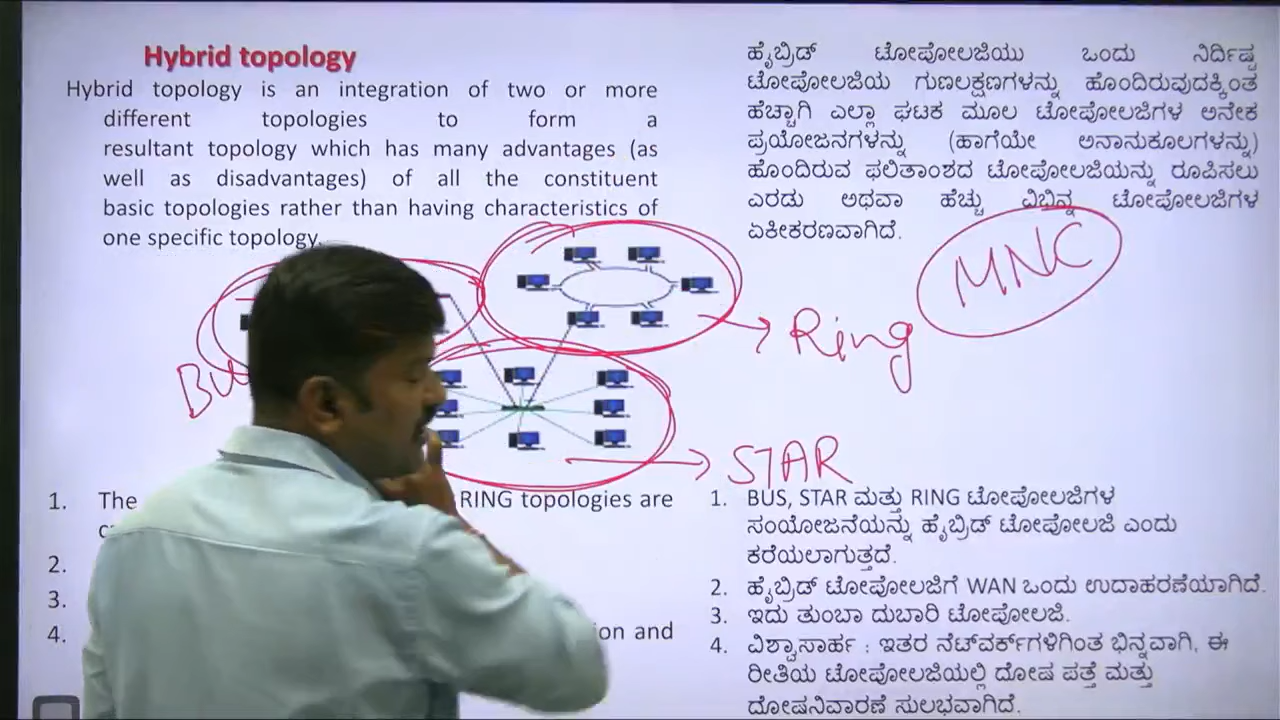 Hybrid topology
Hybrid topology is an integration of two or more
different topologies to form a
resultant topology which has many advantages (as
well as disadvantages) of all the constituent
basic topologies rather than having characteristics of
one specific topology.
ಹೈಬ್ರಿಡ್ ಟೋಪೋಲಜಿಯು ಒಂದು ನಿರ್ದಿಷ್ಟ
ಟೋಪೋಲಜಿಯ ಗುಣಲಕ್ಷಣಗಳನ್ನು ಹೊಂದಿರುವುದಕ್ಕಿಂತ
ಹೆಚ್ಚಾಗಿ ಎಲ್ಲಾ ಘಟಕ ಮೂಲ ಟೋಪೋಲಜಿಗಳ ಅನೇಕ
ಪ್ರಯೋಜನಗಳನ್ನು (ಹಾಗೆಯೇ ಅನಾನುಕೂಲಗಳನ್ನು)
ಹೊಂದಿರುವ ಫಲಿತಾಂಶದ ಟೋಪೋಲಜಿಯನ್ನು ರೂಪಿಸಲು
ಎರಡು ಅಥವಾ ಹೆಚ್ಚು ವಿಭಿನ್ನ ಟೋಪೋಲಜಿಗಳ
ಏಕೀಕರಣವಾಗಿದೆ.
MNC
Ring
STAR
1. The RING topologies are
2.
3.
4. and
1. BUS, STAR ಮತ್ತು RING ಟೋಪೋಲಜಿಗಳ
ಸಂಯೋಜನೆಯನ್ನು ಹೈಬ್ರಿಡ್ ಟೋಪೋಲಜಿ ಎಂದು
ಕರೆಯಲಾಗುತ್ತದೆ.
2. ಹೈಬ್ರಿಡ್ ಟೋಪೋಲಜಿಗೆ WAN ಒಂದು ಉದಾಹರಣೆಯಾಗಿದೆ.
3. ಇದು ತುಂಬಾ ದುಬಾರಿ ಟೋಪೋಲಜಿ.
4. ವಿಶ್ವಾಸಾರ್ಹ : ಇತರ ನೆಟ್‌ವರ್ಕ್‌ಗಳಿಗಿಂತ ಭಿನ್ನವಾಗಿ, ಈ
ರೀತಿಯ ಟೋಪೋಲಜಿಯಲ್ಲಿ ದೋಷ ಪತ್ತೆ ಮತ್ತು
ದೋಷನಿವಾರಣೆ ಸುಲಭವಾಗಿದೆ.